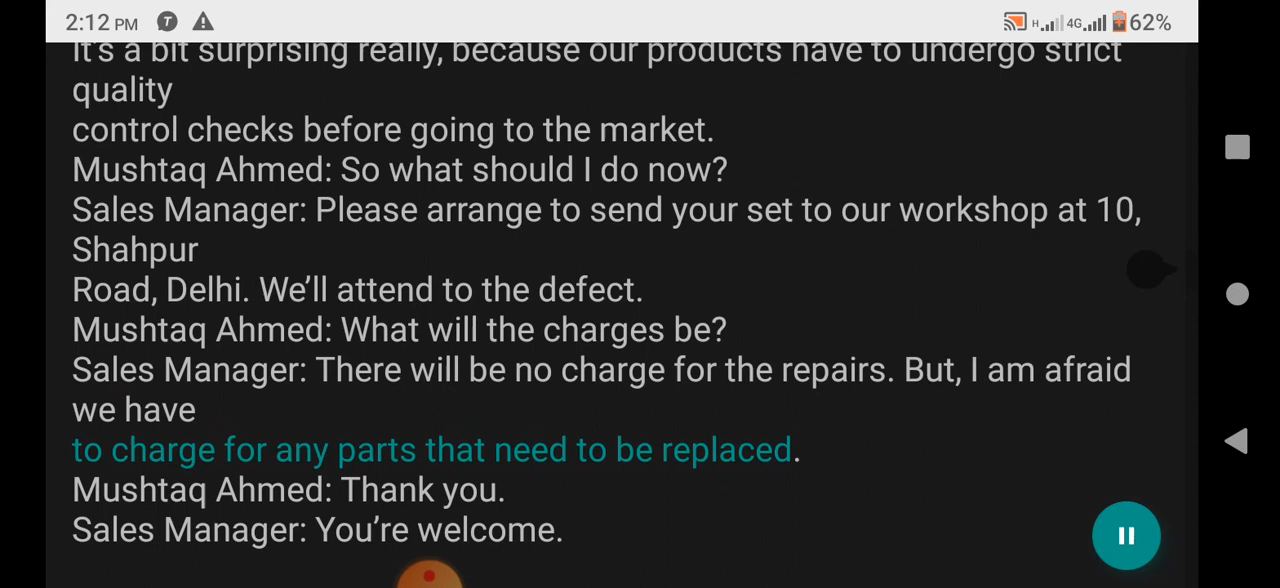 2:12 PM
H 4G 62%
It's a bit surprising really, because our products have to undergo strict
quality
control checks before going to the market.
Mushtaq Ahmed: So what should I do now?
Sales Manager: Please arrange to send your set to our workshop at 10,
Shahpur
Road, Delhi. We’ll attend to the defect.
Mushtaq Ahmed: What will the charges be?
Sales Manager: There will be no charge for the repairs. But, I am afraid
we have
to charge for any parts that need to be replaced.
Mushtaq Ahmed: Thank you.
Sales Manager: You’re welcome.